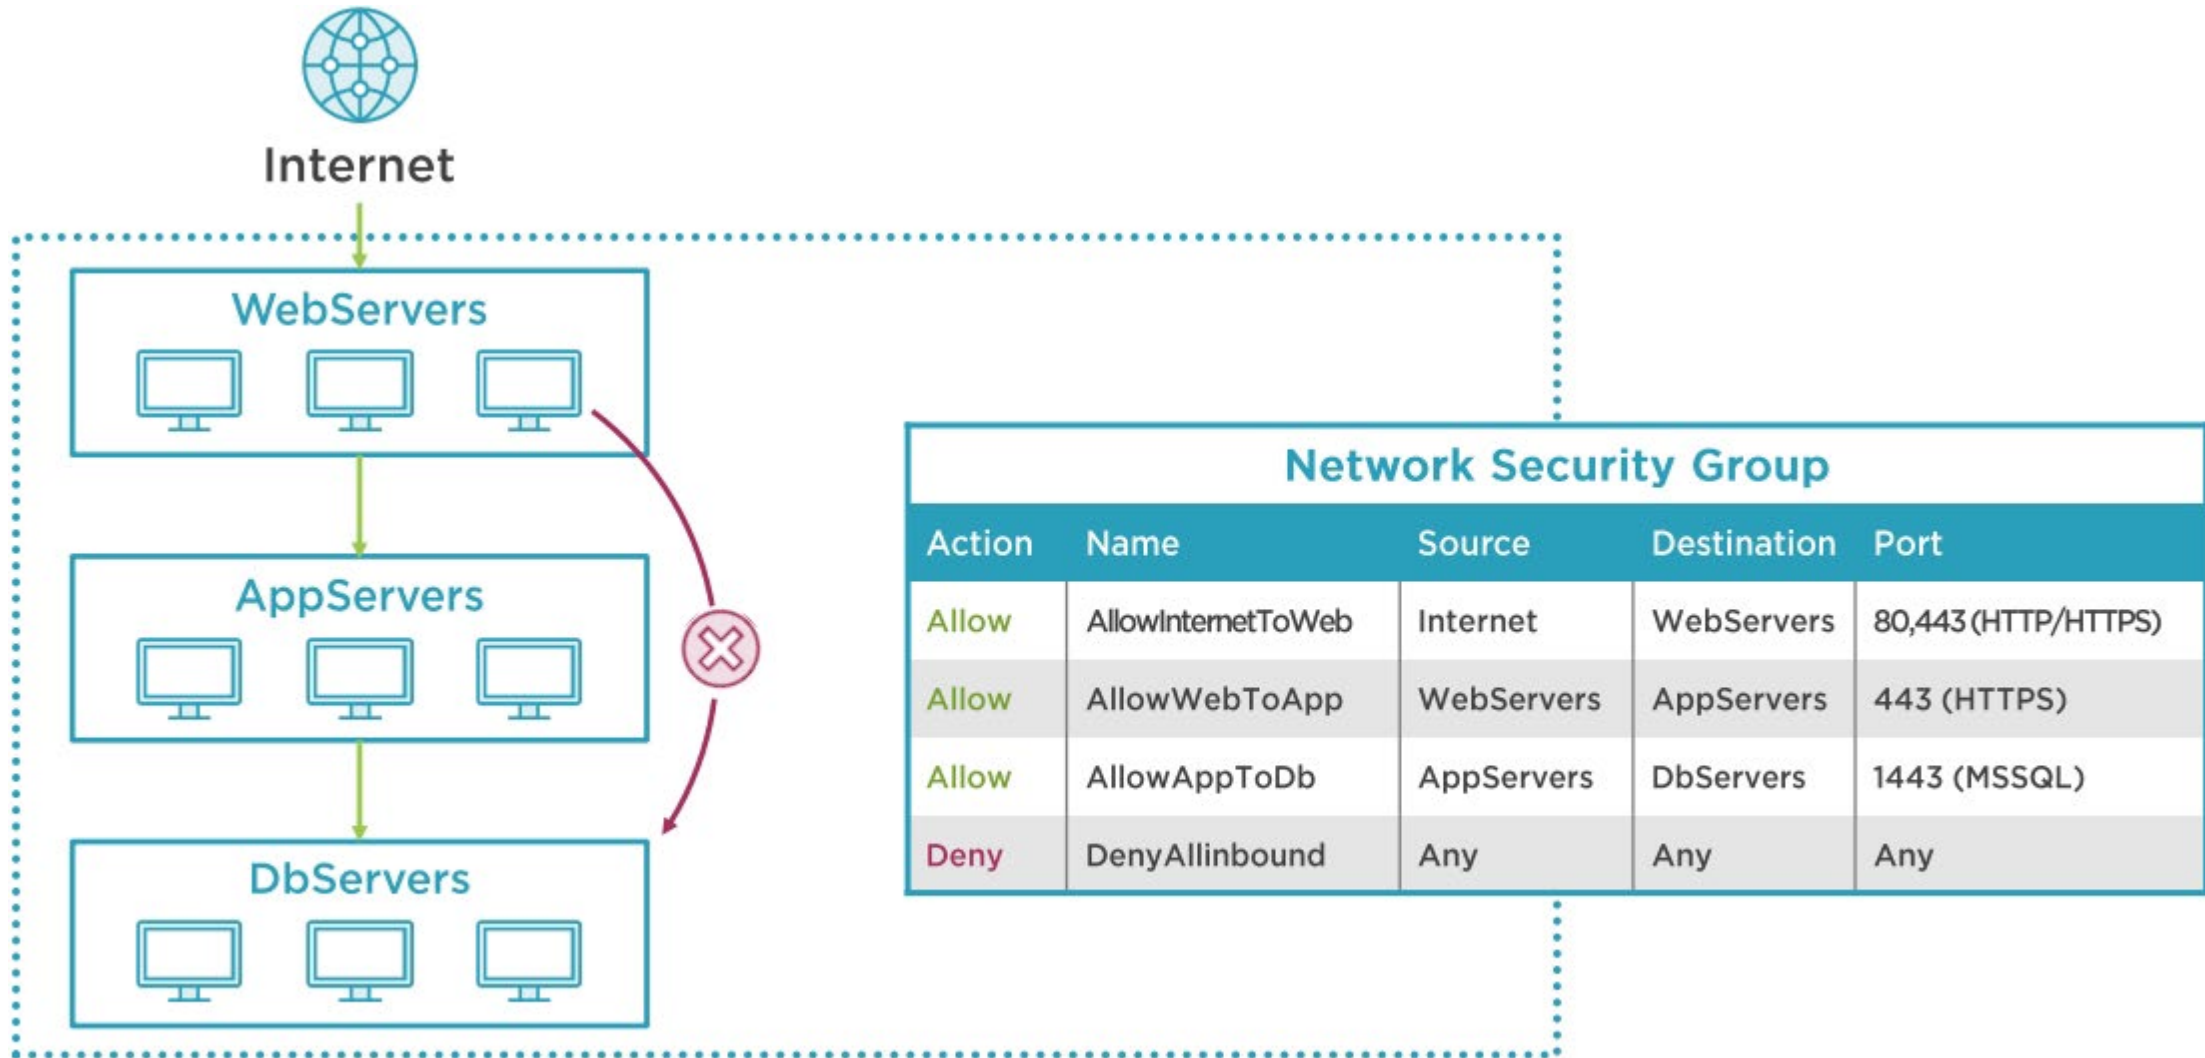 Internet
WebServers
AppServers
DbServers
Network Security Group
Action Name Source Destination Port
Allow AllowInternetToWeb Internet WebServers 80,443 (HTTP/HTTPS)
Allow AllowWebToApp WebServers AppServers 443 (HTTPS)
Allow AllowAppToDb AppServers DbServers 1443 (MSSQL)
Deny DenyAllinbound Any Any Any